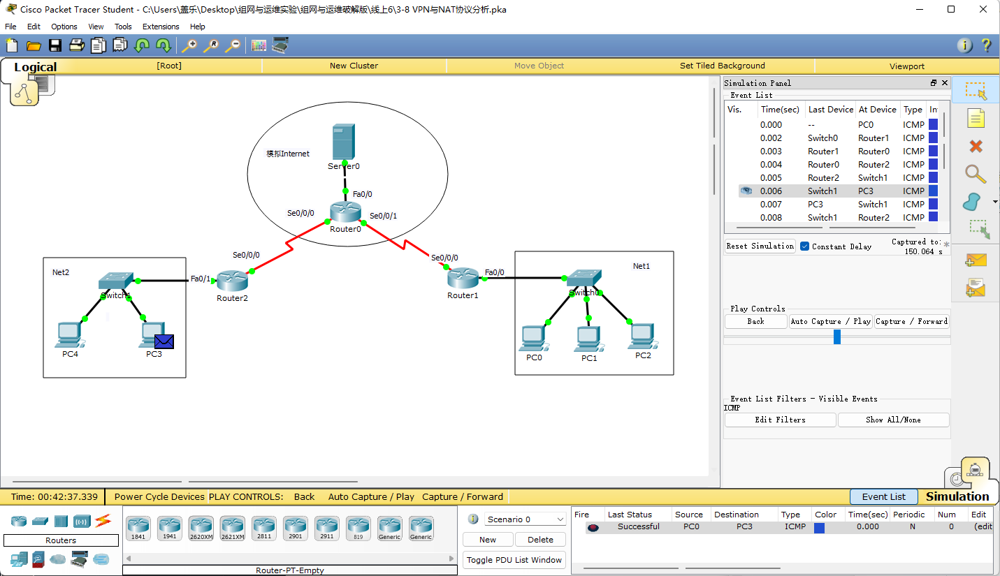 Cisco Packet Tracer Student - C:\Users\盖乐\Desktop\组网与运维实验\组网与运维破解版\线上6\3-8 VPN与NAT协议分析.pka
File Edit Options View Tools Extensions Help
Logical [Root] New Cluster Move Object Set Tiled Background Viewport
模拟Internet
Server0
Fa0/0
Se0/0/0
Se0/0/1
Router0
Se0/0/0
Se0/0/0
Net2
Switch1
Fa0/1
Router2
PC4
PC3
Router1
Fa0/0
Net1
Switch0
PC0
PC1
PC2
Simulation Panel
Event List
Vis. Time(sec) Last Device At Device Type In
0.000 -- PC0 ICMP
0.002 Switch0 Router1 ICMP
0.003 Router1 Router0 ICMP
0.004 Router0 Router2 ICMP
0.005 Router2 Switch1 ICMP
0.006 Switch1 PC3 ICMP
0.007 PC3 Switch1 ICMP
0.008 Switch1 Router2 ICMP
Reset Simulation Constant Delay Captured to: *
150.064 s
Play Controls
Back Auto Capture / Play Capture / Forward
Event List Filters - Visible Events
ICMP
Edit Filters Show All/None
Time: 00:42:37.339 Power Cycle Devices PLAY CONTROLS: Back Auto Capture / Play Capture / Forward Event List Simulation
Routers
1841 1941 2620XM 2621XM 2811 2901 2911 819 Generic Generic
Router-PT-Empty
Scenario 0
New Delete
Toggle PDU List Window
Fire Last Status Source Destination Type Color Time(sec) Periodic Num Edit
Successful PC0 PC3 ICMP 0.000 N 0 (edit